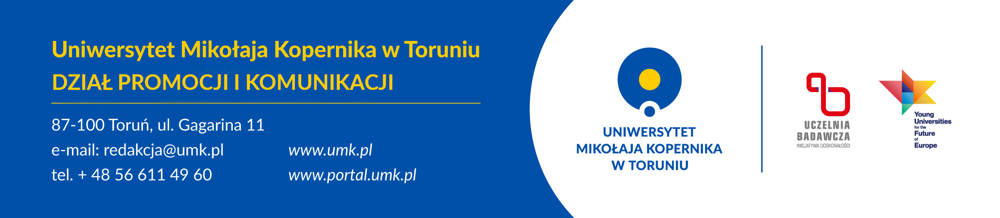 Uniwersytet Mikołaja Kopernika w Toruniu
DZIAŁ PROMOCJI I KOMUNIKACJI
87-100 Toruń, ul. Gagarina 11
e-mail: redakcja@umk.pl
tel. + 48 56 611 49 60
www.umk.pl
www.portal.umk.pl
UNIWERSYTET
MIKOŁAJA KOPERNIKA
W TORUNIU
UCZELNIA
BADAWCZA
INICJATYWA DOSKONAŁOŚCI
Young
Universities
for the
Future
of
Europe